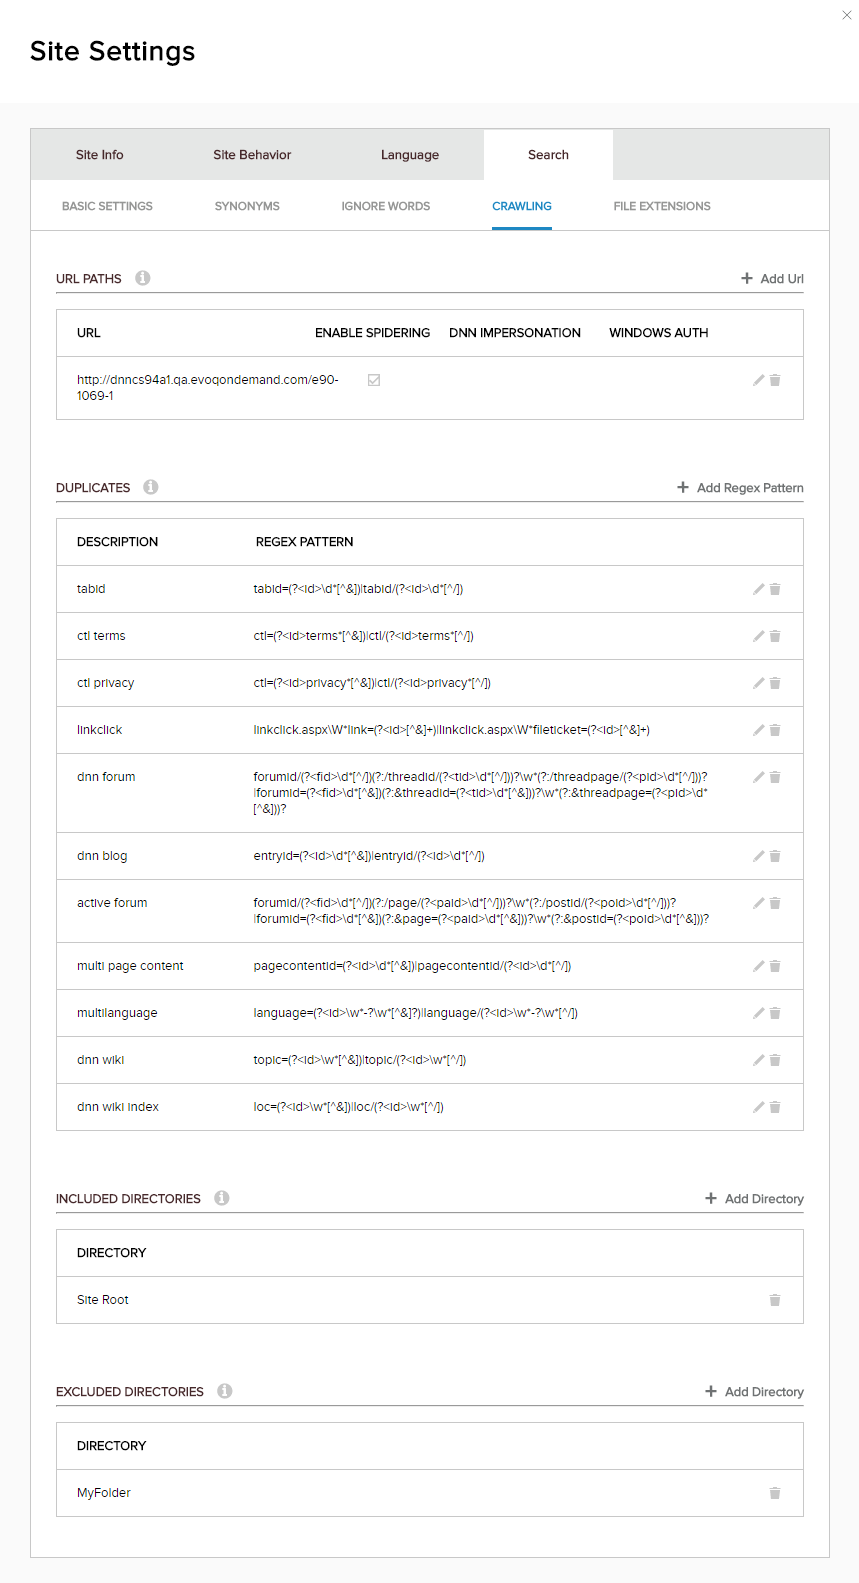 Site Settings
Site Info Site Behavior Language Search
BASIC SETTINGS SYNONYMS IGNORE WORDS CRAWLING FILE EXTENSIONS
URL PATHS Add Url
URL ENABLE SPIDERING DNN IMPERSONATION WINDOWS AUTH
http://dnncs94a1.qa.evoqondemand.com/e90-
1069-1
DUPLICATES Add Regex Pattern
DESCRIPTION REGEX PATTERN
tabid tabid=(?<id>\d*[^&])|tabid/(?<id>\d*[^/])
ctl terms ctl=(?<id>terms*[^&])|ctl/(?<id>terms*[^/])
ctl privacy ctl=(?<id>privacy*[^&])|ctl/(?<id>privacy*[^/])
linkclick linkclick.aspx\W*link=(?<id>[^&]+)|linkclick.aspx\W*fileticket=(?<id>[^&]+)
dnn forum forumid/(?<fid>\d*[^/])(?:/threadid/(?<tid>\d*[^/]))?\w*(?:/threadpage/(?<pid>\d*[^/]))?
|forumid=(?<fid>\d*[^&])(?:&threadid=(?<tid>\d*[^&]))?\w*(?:&threadpage=(?<pid>\d*
[^&]))?
dnn blog entryid=(?<id>\d*[^&])|entryid/(?<id>\d*[^/])
active forum forumid/(?<fid>\d*[^/])(?:/page/(?<paid>\d*[^/]))?\w*(?:/postid/(?<poid>\d*[^/]))?
|forumid=(?<fid>\d*[^&])(?:&page=(?<paid>\d*[^&]))?\w*(?:&postid=(?<poid>\d*[^&]))?
multi page content pagecontentid=(?<id>\d*[^&])|pagecontentid/(?<id>\d*[^/])
multilanguage language=(?<id>\w*-?\w*[^&]?)|language/(?<id>\w*-?\w*[^/])
dnn wiki topic=(?<id>\w*[^&])|topic/(?<id>\w*[^/])
dnn wiki index loc=(?<id>\w*[^&])|loc/(?<id>\w*[^/])
INCLUDED DIRECTORIES Add Directory
DIRECTORY
Site Root
EXCLUDED DIRECTORIES Add Directory
DIRECTORY
MyFolder